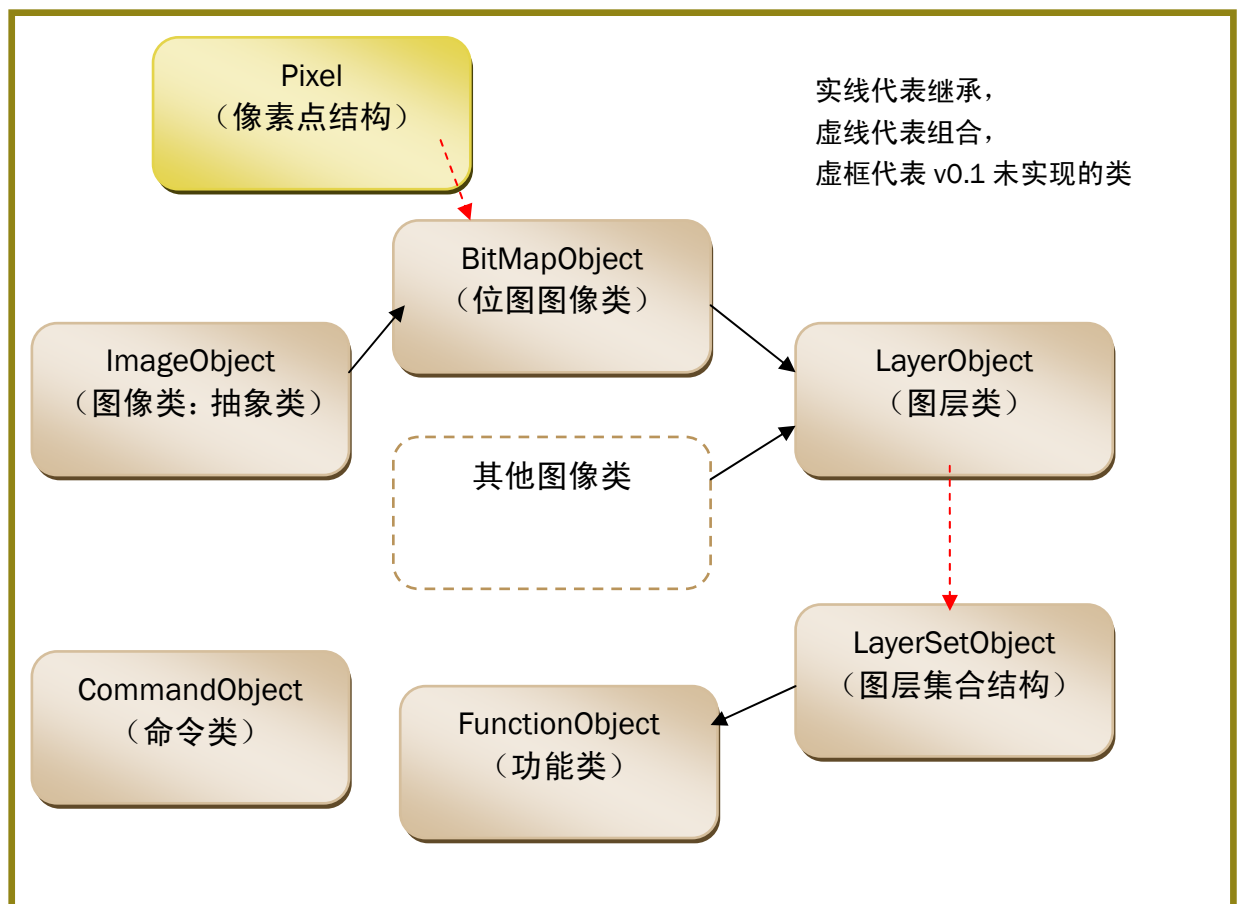 Pixel
（像素点结构）
实线代表继承，
虚线代表组合，
虚框代表 v0.1 未实现的类
BitMapObject
（位图图像类）
ImageObject
（图像类：抽象类）
LayerObject
（图层类）
其他图像类
LayerSetObject
（图层集合结构）
CommandObject
（命令类）
FunctionObject
（功能类）